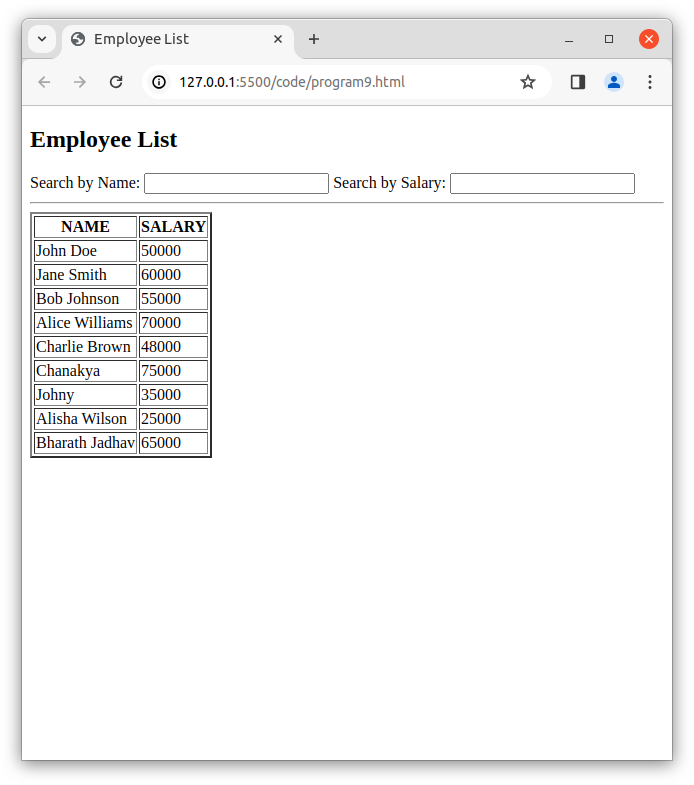 Employee List
127.0.0.1:5500/code/program9.html
Employee List
Search by Name: Search by Salary:
NAME SALARY
John Doe 50000
Jane Smith 60000
Bob Johnson 55000
Alice Williams 70000
Charlie Brown 48000
Chanakya 75000
Johny 35000
Alisha Wilson 25000
Bharath Jadhav 65000